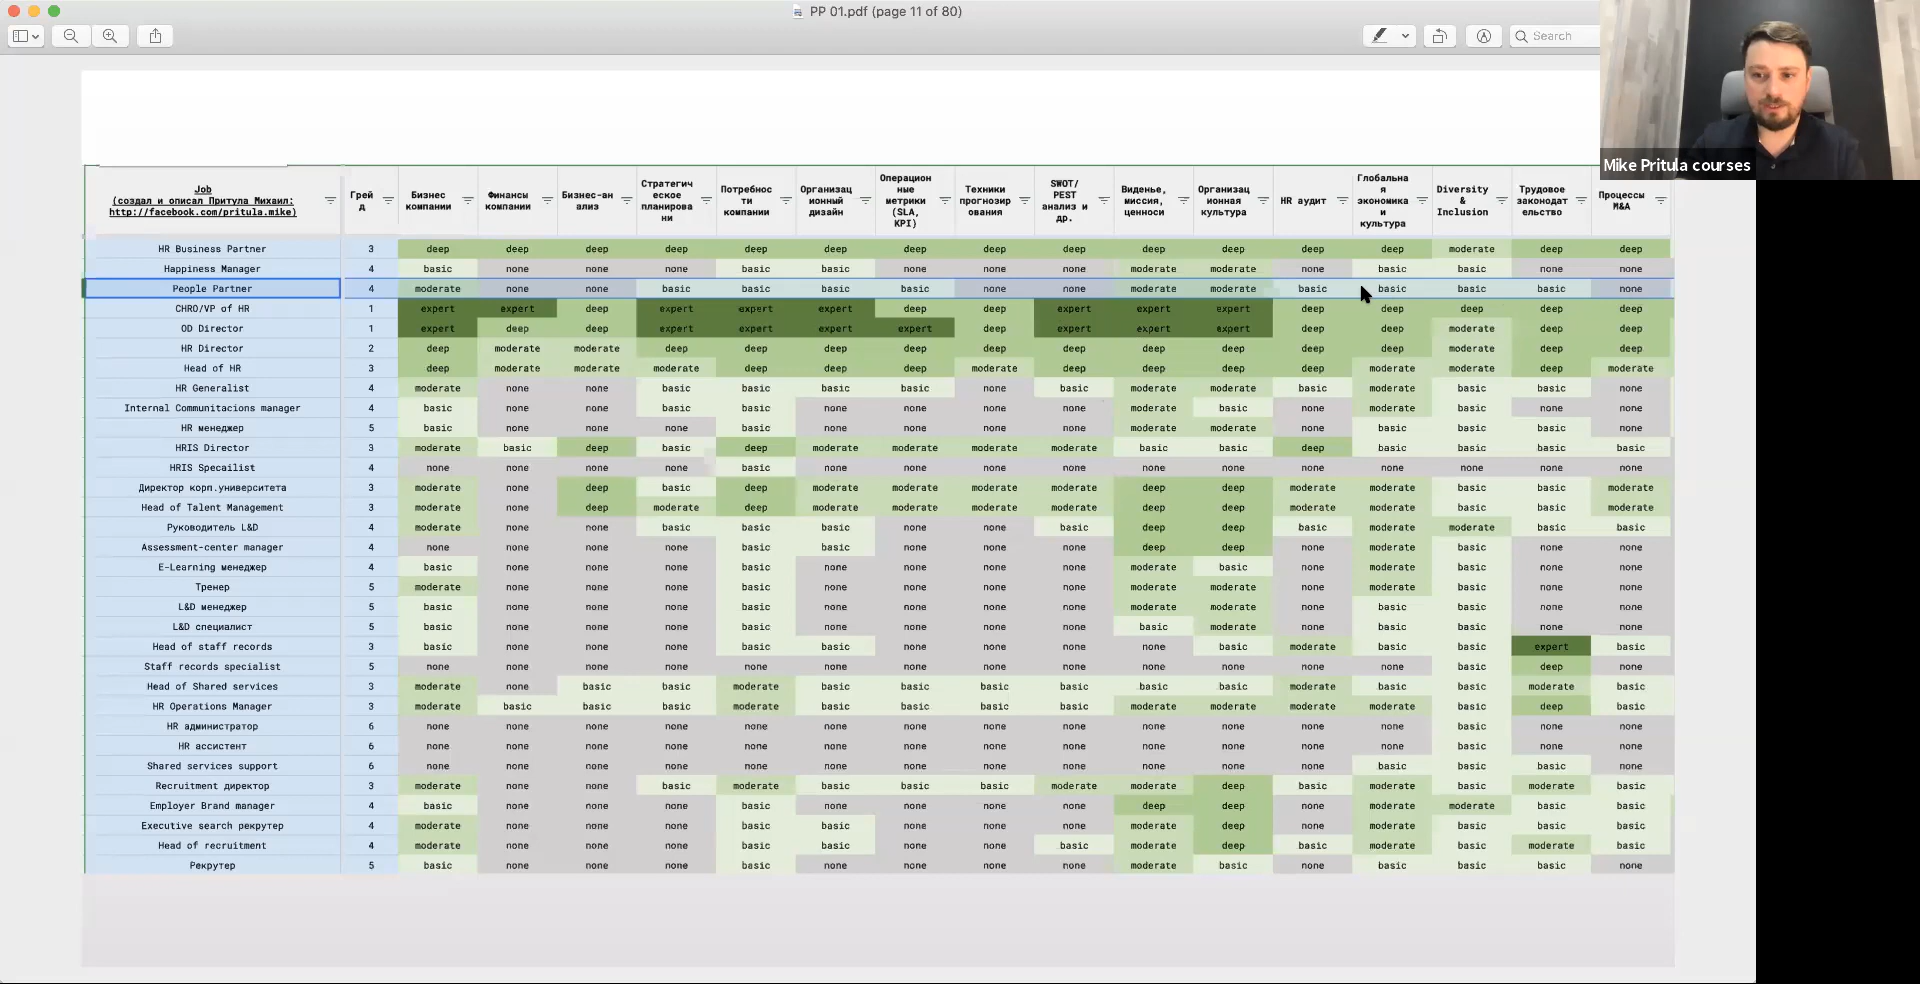 PP 01.pdf (page 11 of 80)
Search
Mike Pritula courses
Job
(создал и описал Притула Михаил:
http://facebook.com/pritula.mike)
Грей
д
Бизнес
компании
Финансы
компании
Бизнес-ан
ализ
Стратегич
еское
планирова
ни
Потребнос
ти
компании
Организац
ионный
дизайн
Операцион
ные
метрики
(SLA,
KPI)
Техники
прогнозир
ования
SWOT/
PEST
анализ и
др.
Виденье,
миссия,
ценноси
Организац
ионная
культура
HR аудит
Глобальна
я
экономика
и
культура
Diversity
&
Inclusion
Трудовое
законодат
ельство
Процессы
M&A
HR Business Partner 3 deep deep deep deep deep deep deep deep deep deep deep deep deep moderate deep deep
Happiness Manager 4 basic none none none basic basic none none none moderate moderate none basic basic none none
People Partner 4 moderate none none basic basic basic basic none none moderate moderate basic basic basic basic none
CHRO/VP of HR 1 expert expert deep expert expert expert deep deep expert expert expert deep deep deep deep deep
OD Director 1 expert deep deep expert expert expert expert deep expert expert expert deep deep moderate deep deep
HR Director 2 deep moderate moderate deep deep deep deep deep deep deep deep deep deep moderate deep deep
Head of HR 3 deep moderate moderate moderate deep deep deep moderate deep deep deep deep moderate moderate deep moderate
HR Generalist 4 moderate none none basic basic basic basic none basic moderate moderate basic moderate basic basic none
Internal Communitacions manager 4 basic none none basic basic none none none none moderate basic none moderate basic none none
HR менеджер 5 basic none none none basic none none none none moderate moderate none basic basic basic none
HRIS Director 3 moderate basic deep basic deep moderate moderate moderate moderate basic basic deep basic basic basic basic
HRIS Specailist 4 none none none none basic none none none none none none none none none none none
Директор корп.университета 3 moderate none deep basic deep moderate moderate moderate moderate deep deep moderate moderate basic basic moderate
Head of Talent Management 3 moderate none deep moderate deep moderate moderate moderate moderate deep deep moderate moderate basic basic moderate
Руководитель L&D 4 moderate none none basic basic basic none none basic deep deep basic moderate moderate basic basic
Assessment-center manager 4 none none none none basic basic none none none deep deep none moderate basic none none
E-Learning менеджер 4 basic none none none basic none none none none moderate basic none moderate basic none none
Тренер 5 moderate none none none basic none none none none moderate moderate none moderate basic none none
L&D менеджер 5 basic none none none basic none none none none moderate moderate none basic basic none none
L&D специалист 5 basic none none none basic none none none none basic moderate none basic basic none none
Head of staff records 3 basic none none none basic basic none none none none basic moderate basic basic expert basic
Staff records specialist 5 none none none none none none none none none none none none none basic deep none
Head of Shared services 3 moderate none basic basic moderate basic basic basic basic basic basic moderate basic basic moderate basic
HR Operations Manager 3 moderate basic basic basic moderate basic basic basic basic moderate moderate moderate moderate basic deep basic
HR администратор 6 none none none none none none none none none none none none none basic none none
HR ассистент 6 none none none none none none none none none none none none none basic none none
Shared services support 6 none none none none none none none none none none none none basic basic basic none
Recruitment директор 3 moderate none none basic moderate basic basic basic moderate moderate deep basic moderate basic moderate basic
Employer Brand manager 4 basic none none none basic none none none none deep deep none moderate moderate basic basic
Executive search рекрутер 4 moderate none none none basic basic none none none moderate deep none moderate basic basic basic
Head of recruitment 4 moderate none none none basic basic none none basic moderate deep basic moderate basic moderate basic
Рекрутер 5 basic none none none basic none none none none moderate basic none basic basic basic none